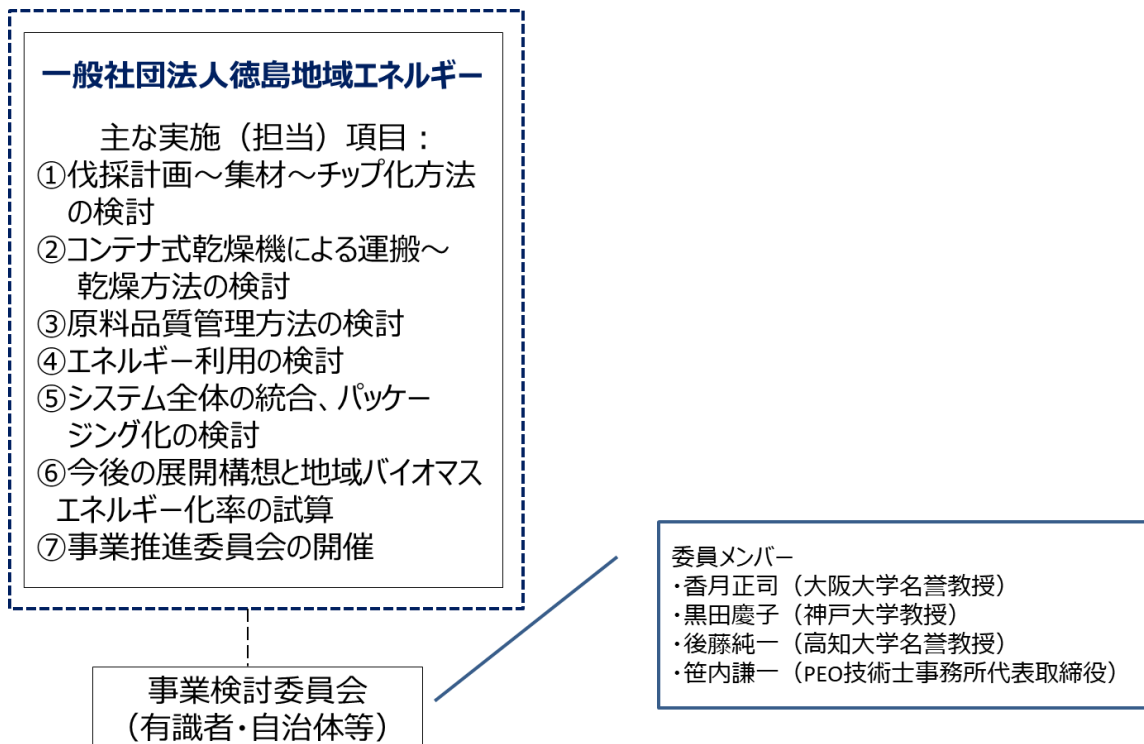 一般社団法人徳島地域エネルギー
主な実施（担当）項目：
①伐採計画～集材～チップ化方法
の検討
②コンテナ式乾燥機による運搬～
乾燥方法の検討
③原料品質管理方法の検討
④エネルギー利用の検討
⑤システム全体の統合、パッケー
ジング化の検討
⑥今後の展開構想と地域バイオマス
エネルギー化率の試算
⑦事業推進委員会の開催
事業検討委員会
（有識者・自治体等）
委員メンバー
・香月正司（大阪大学名誉教授）
・黒田慶子（神戸大学教授）
・後藤純一（高知大学名誉教授）
・笹内謙一（PEO技術士事務所代表取締役）